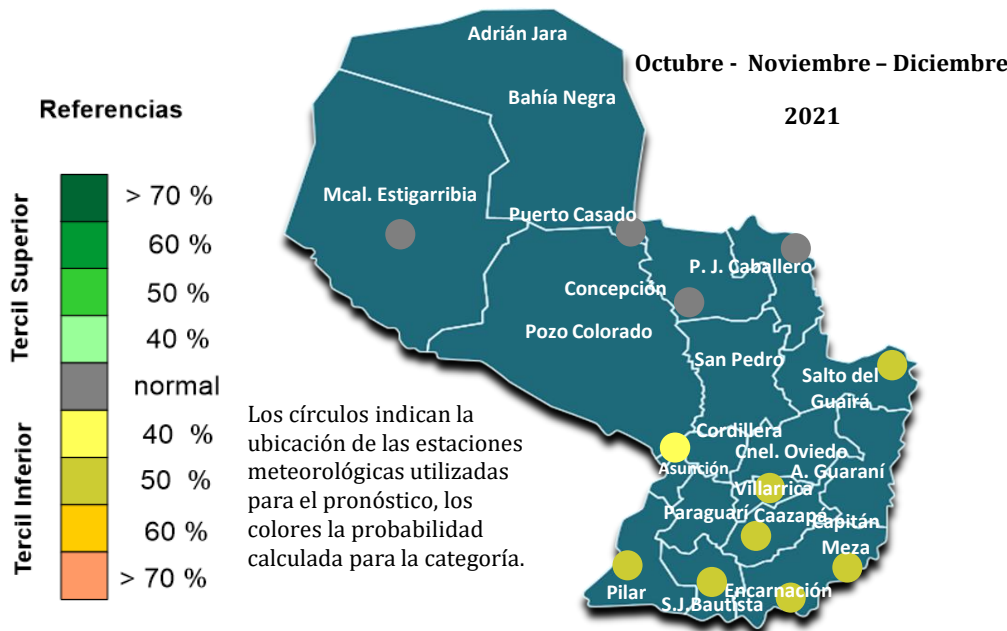 Octubre - Noviembre – Diciembre
2021
Referencias
Tercil Superior
Tercil Inferior
> 70 %
60 %
50 %
40 %
normal
40 %
50 %
60 %
> 70 %
Los círculos indican la
ubicación de las estaciones
meteorológicas utilizadas
para el pronóstico, los
colores la probabilidad
calculada para la categoría.
Adrián Jara
Bahía Negra
Mcal. Estigarribia
Puerto Casado
P. J. Caballero
Concepción
Pozo Colorado
San Pedro
Salto del
Guairá
Cordillera
Cnel. Oviedo
Asunción
A. Guaraní
Villarrica
Paraguarí
Caazapá
Capitán
Meza
Pilar
S.J.Bautista
Encarnación